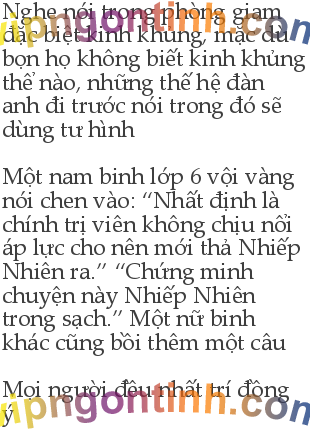 Nghe nói trong phòng giam
đặc biệt kinh khủng, mặc dù
bọn họ không biết kinh khủng
thế nào, những thế hệ đàn
anh đi trước nói trong đó sẽ
dùng tư hình
Một nam binh lớp 6 vội vàng
nói chen vào: “Nhất định là
chính trị viên không chịu nổi
áp lực cho nên mới thả Nhiếp
Nhiên ra.” “Chứng minh
chuyện này Nhiếp Nhiên
trong sạch.” Một nữ binh
khác cũng bồi thêm một câu
Mọi người đều nhất trí đồng
ý
vipngontinh.com
vipngontinh.com